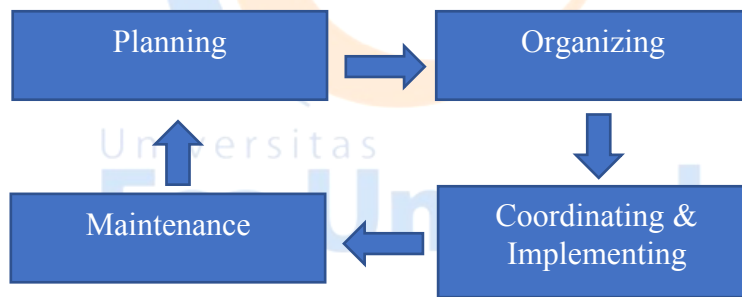 Planning
Organizing
Universitas
Maintenance
Coordinating &
Implementing